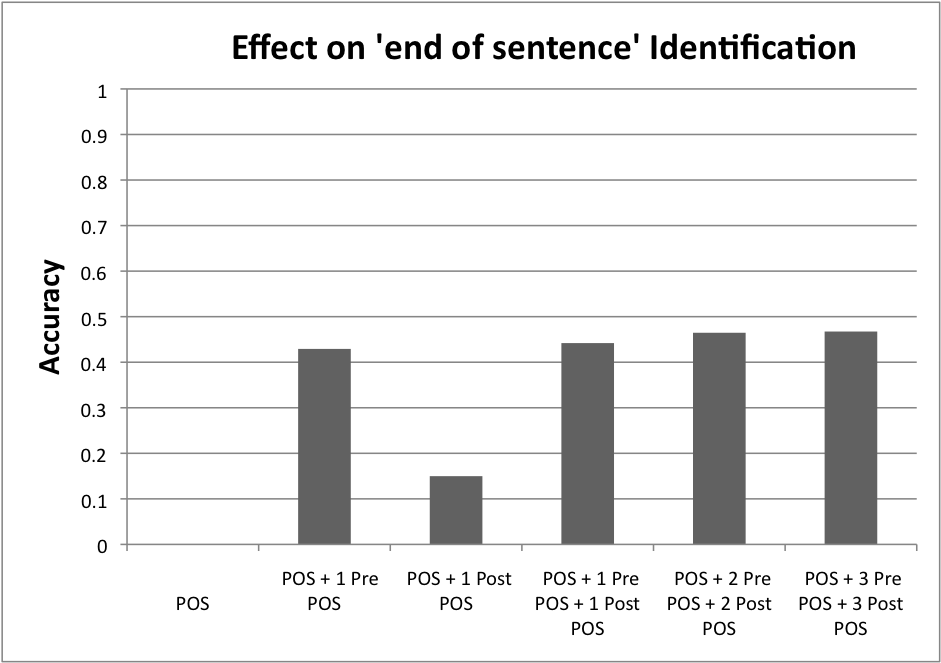 Effect on 'end of sentence' Identification
Accuracy
1
0.9
0.8
0.7
0.6
0.5
0.4
0.3
0.2
0.1
0
POS
POS + 1 Pre
POS
POS + 1 Post
POS
POS + 1 Pre
POS + 1 Post
POS
POS + 2 Pre
POS + 2 Post
POS
POS + 3 Pre
POS + 3 Post
POS